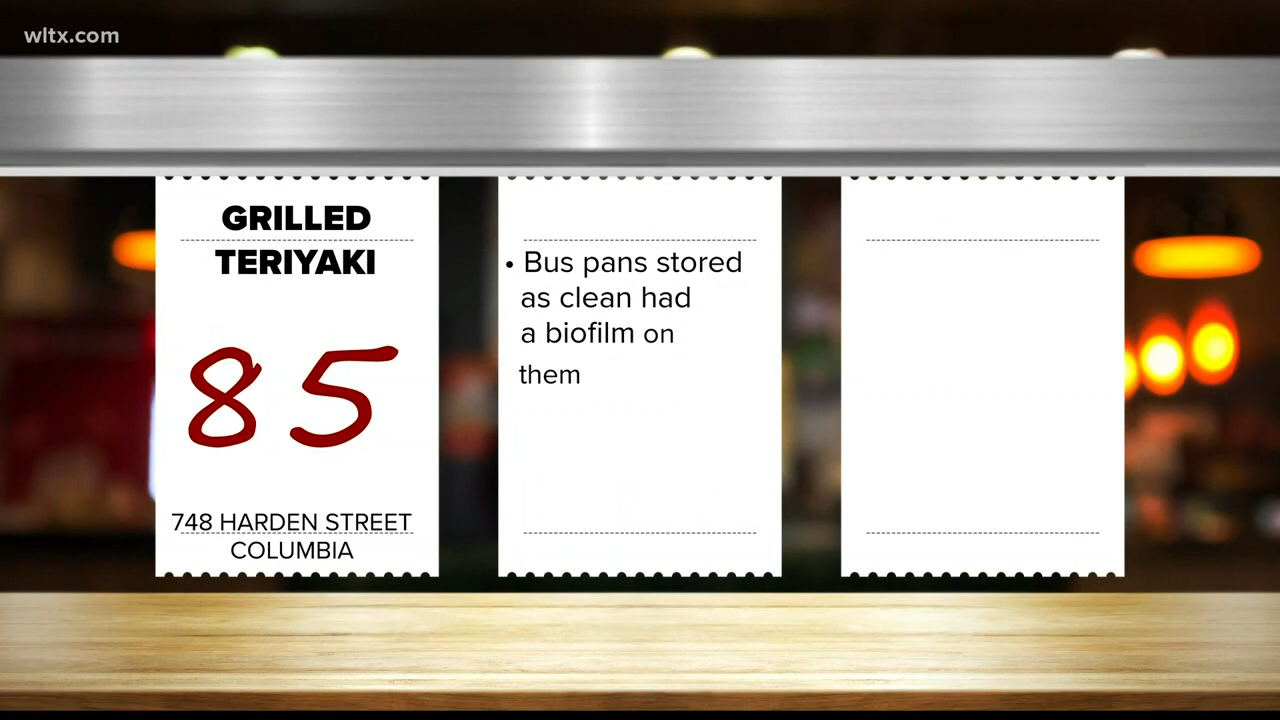 wltx.com
GRILLED
TERIYAKI
85
748 HARDEN STREET
COLUMBIA
• Bus pans stored
as clean had
a biofilm on
them